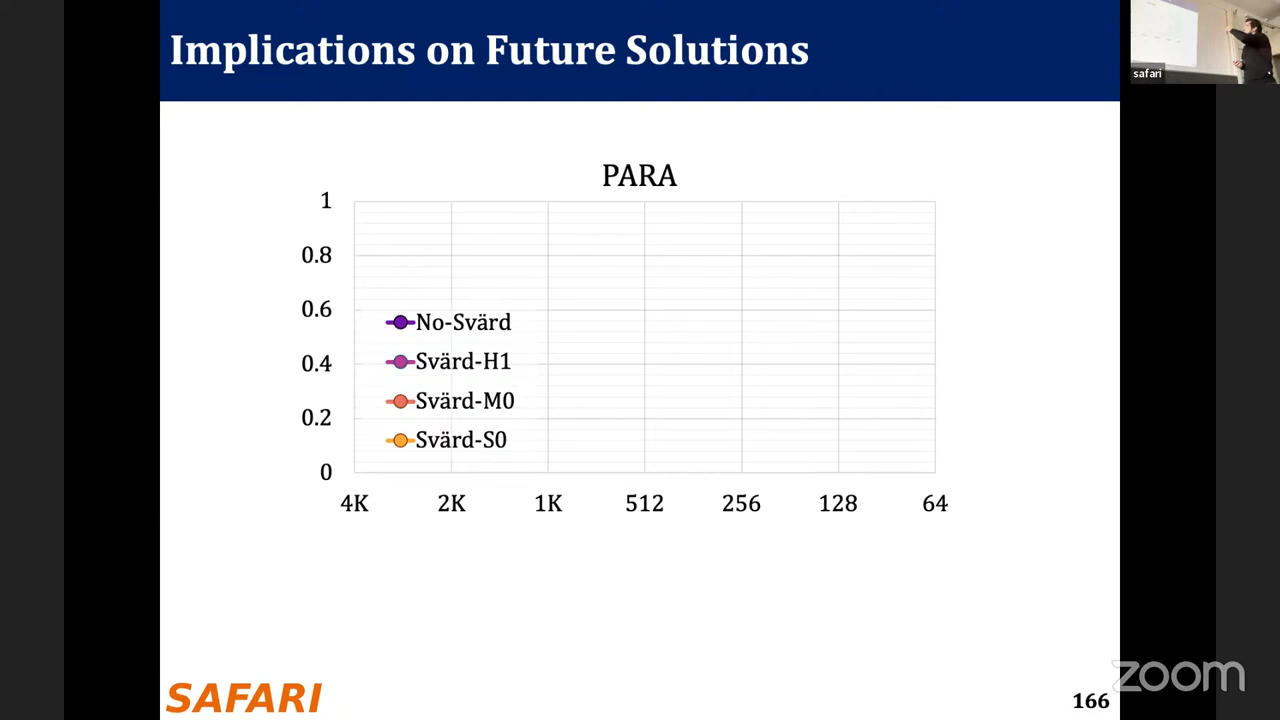 Implications on Future Solutions
safari
PARA
1
0.8
0.6
0.4
0.2
0
No-Svärd
Svärd-H1
Svärd-M0
Svärd-S0
4K 2K 1K 512 256 128 64
SAFARI
166
zoom